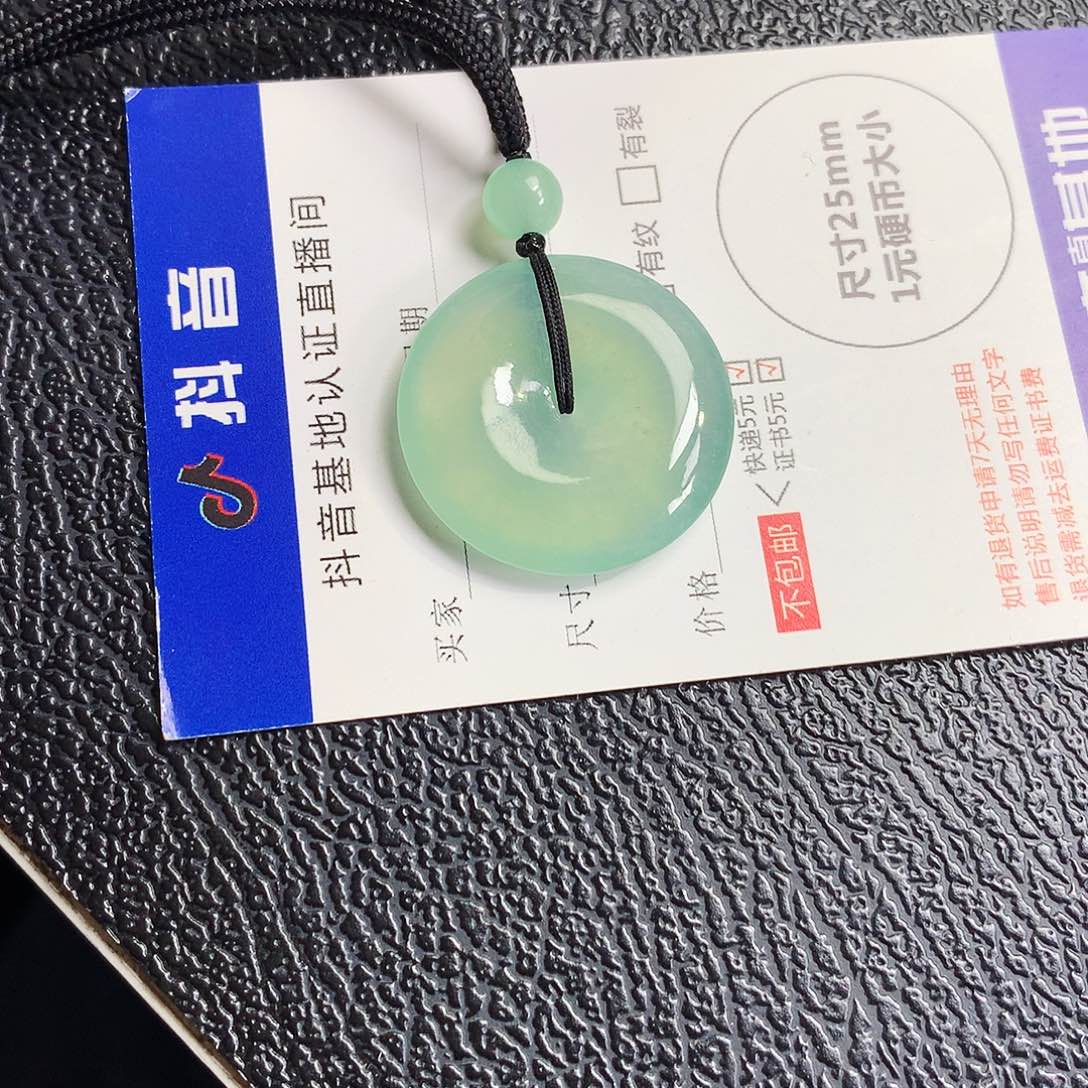 抖音
抖音基地认证直播间
买家
期
尺寸
有纹
有裂
价格
不包邮
快递5元
证书5元
尺寸25mm
1元硬币大小
如有退货申请7天无理由
售后说明请勿写任何文字
退货需减去运费证书费
基地